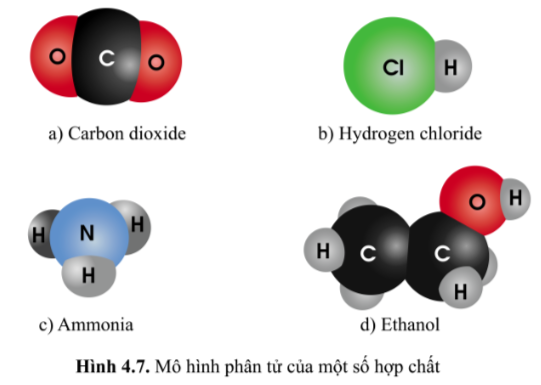 O C O
Cl H
a) Carbon dioxide
b) Hydrogen chloride
H N H
H
H C C O H
H
c) Ammonia
d) Ethanol
Hình 4.7. Mô hình phân tử của một số hợp chất